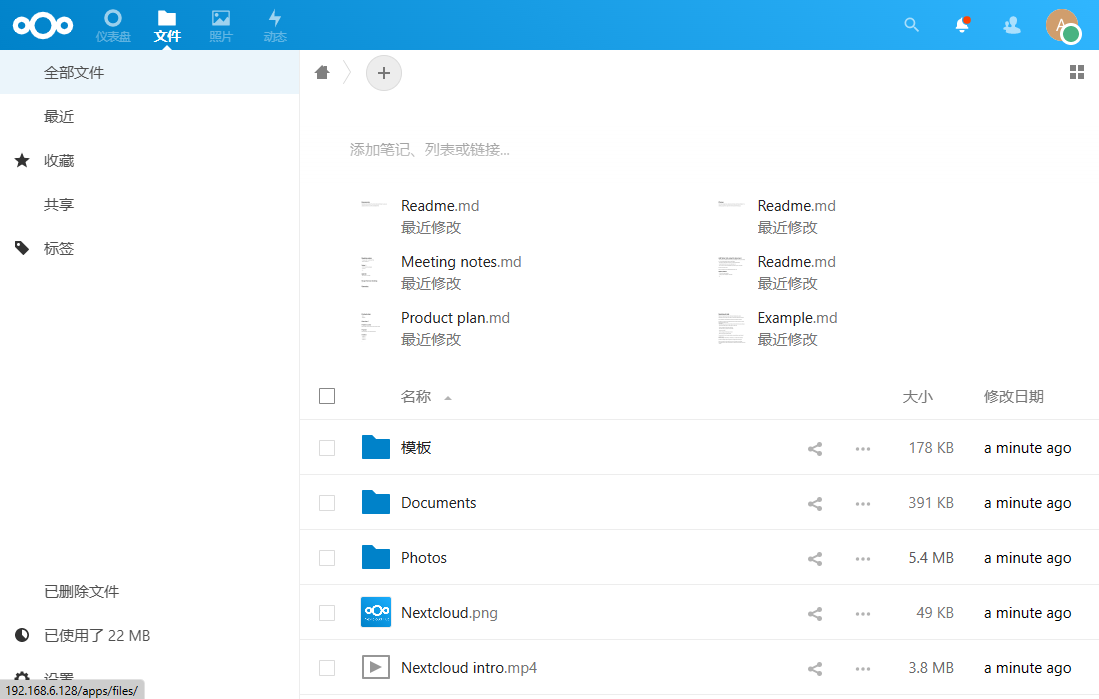 仪表盘 文件 照片 动态 A
全部文件
最近
收藏
共享
标签
已删除文件
已使用了 22 MB
设置
192.168.6.128/apps/files/
添加笔记、列表或链接...
Readme.md
最近修改
Readme.md
最近修改
Meeting notes.md
最近修改
Readme.md
最近修改
Product plan.md
最近修改
Example.md
最近修改
名称 大小 修改日期
模板 178 KB a minute ago
Documents 391 KB a minute ago
Photos 5.4 MB a minute ago
Nextcloud.png 49 KB a minute ago
Nextcloud intro.mp4 3.8 MB a minute ago